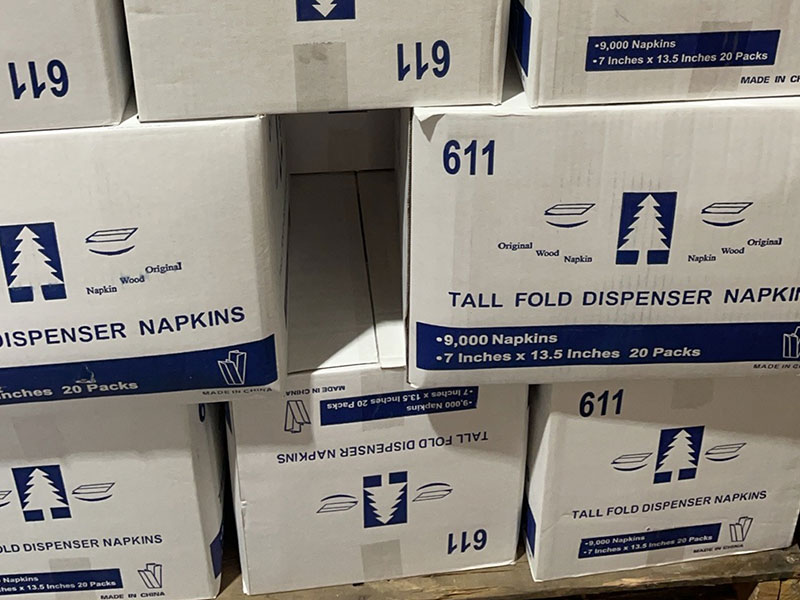 611
611
•9,000 Napkins
•7 Inches x 13.5 Inches 20 Packs
MADE IN CH
Napkin Wood Original
DISPENSER NAPKINS
nches 20 Packs
MADE IN CHINA
611
Original Wood Napkin
Napkin Wood Original
TALL FOLD DISPENSER NAPKIN
•9,000 Napkins
•7 Inches x 13.5 Inches 20 Packs
MADE IN C
OLD DISPENSER NAPKINS
Napkins
nches x 13.5 Inches 20 Packs
MADE IN CHINA
611
TALL FOLD DISPENSER NAPKINS
•9,000 Napkins
•7 Inches x 13.5 Inches 20 Packs
MADE IN CHINA
611
TALL FOLD DISPENSER NAPKINS
•9,000 Napkins
•7 Inches x 13.5 Inches 20 Packs
MADE IN CHINA